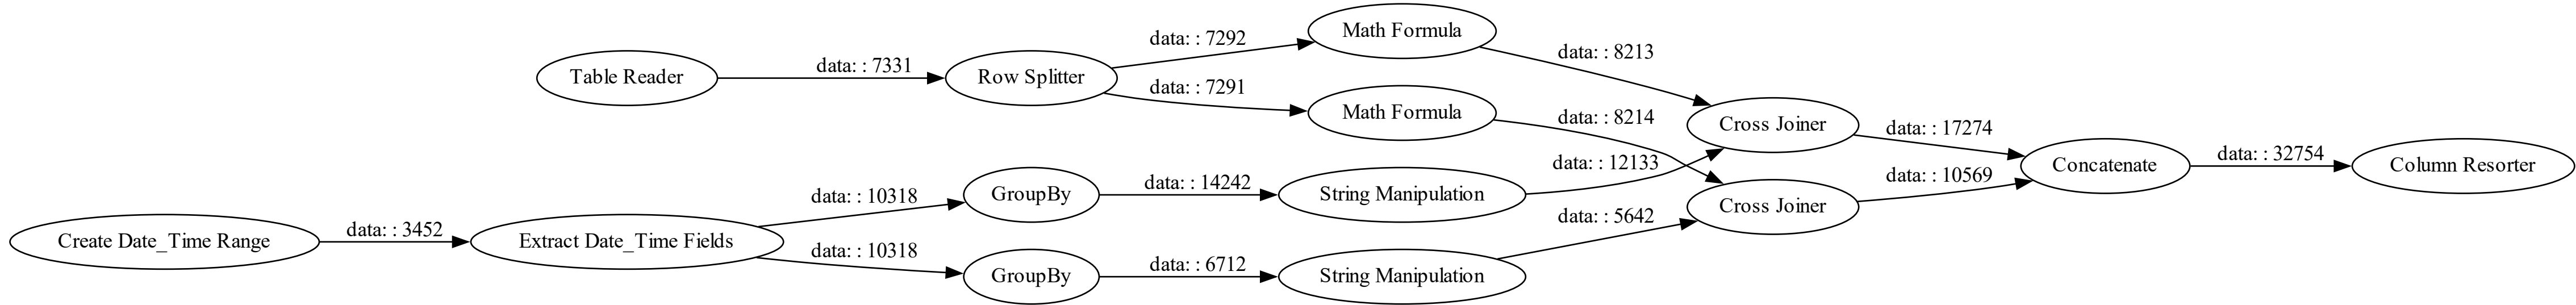 Table Reader
data: : 7331
Row Splitter
data: : 7292
Math Formula
data: : 8213
data: : 7291
Math Formula
data: : 8214
Cross Joiner
data: : 17274
Create Date_Time Range
data: : 3452
Extract Date_Time Fields
data: : 10318
GroupBy
data: : 14242
String Manipulation
data: : 12133
data: : 10318
GroupBy
data: : 6712
String Manipulation
data: : 5642
Cross Joiner
data: : 10569
Concatenate
data: : 32754
Column Resorter